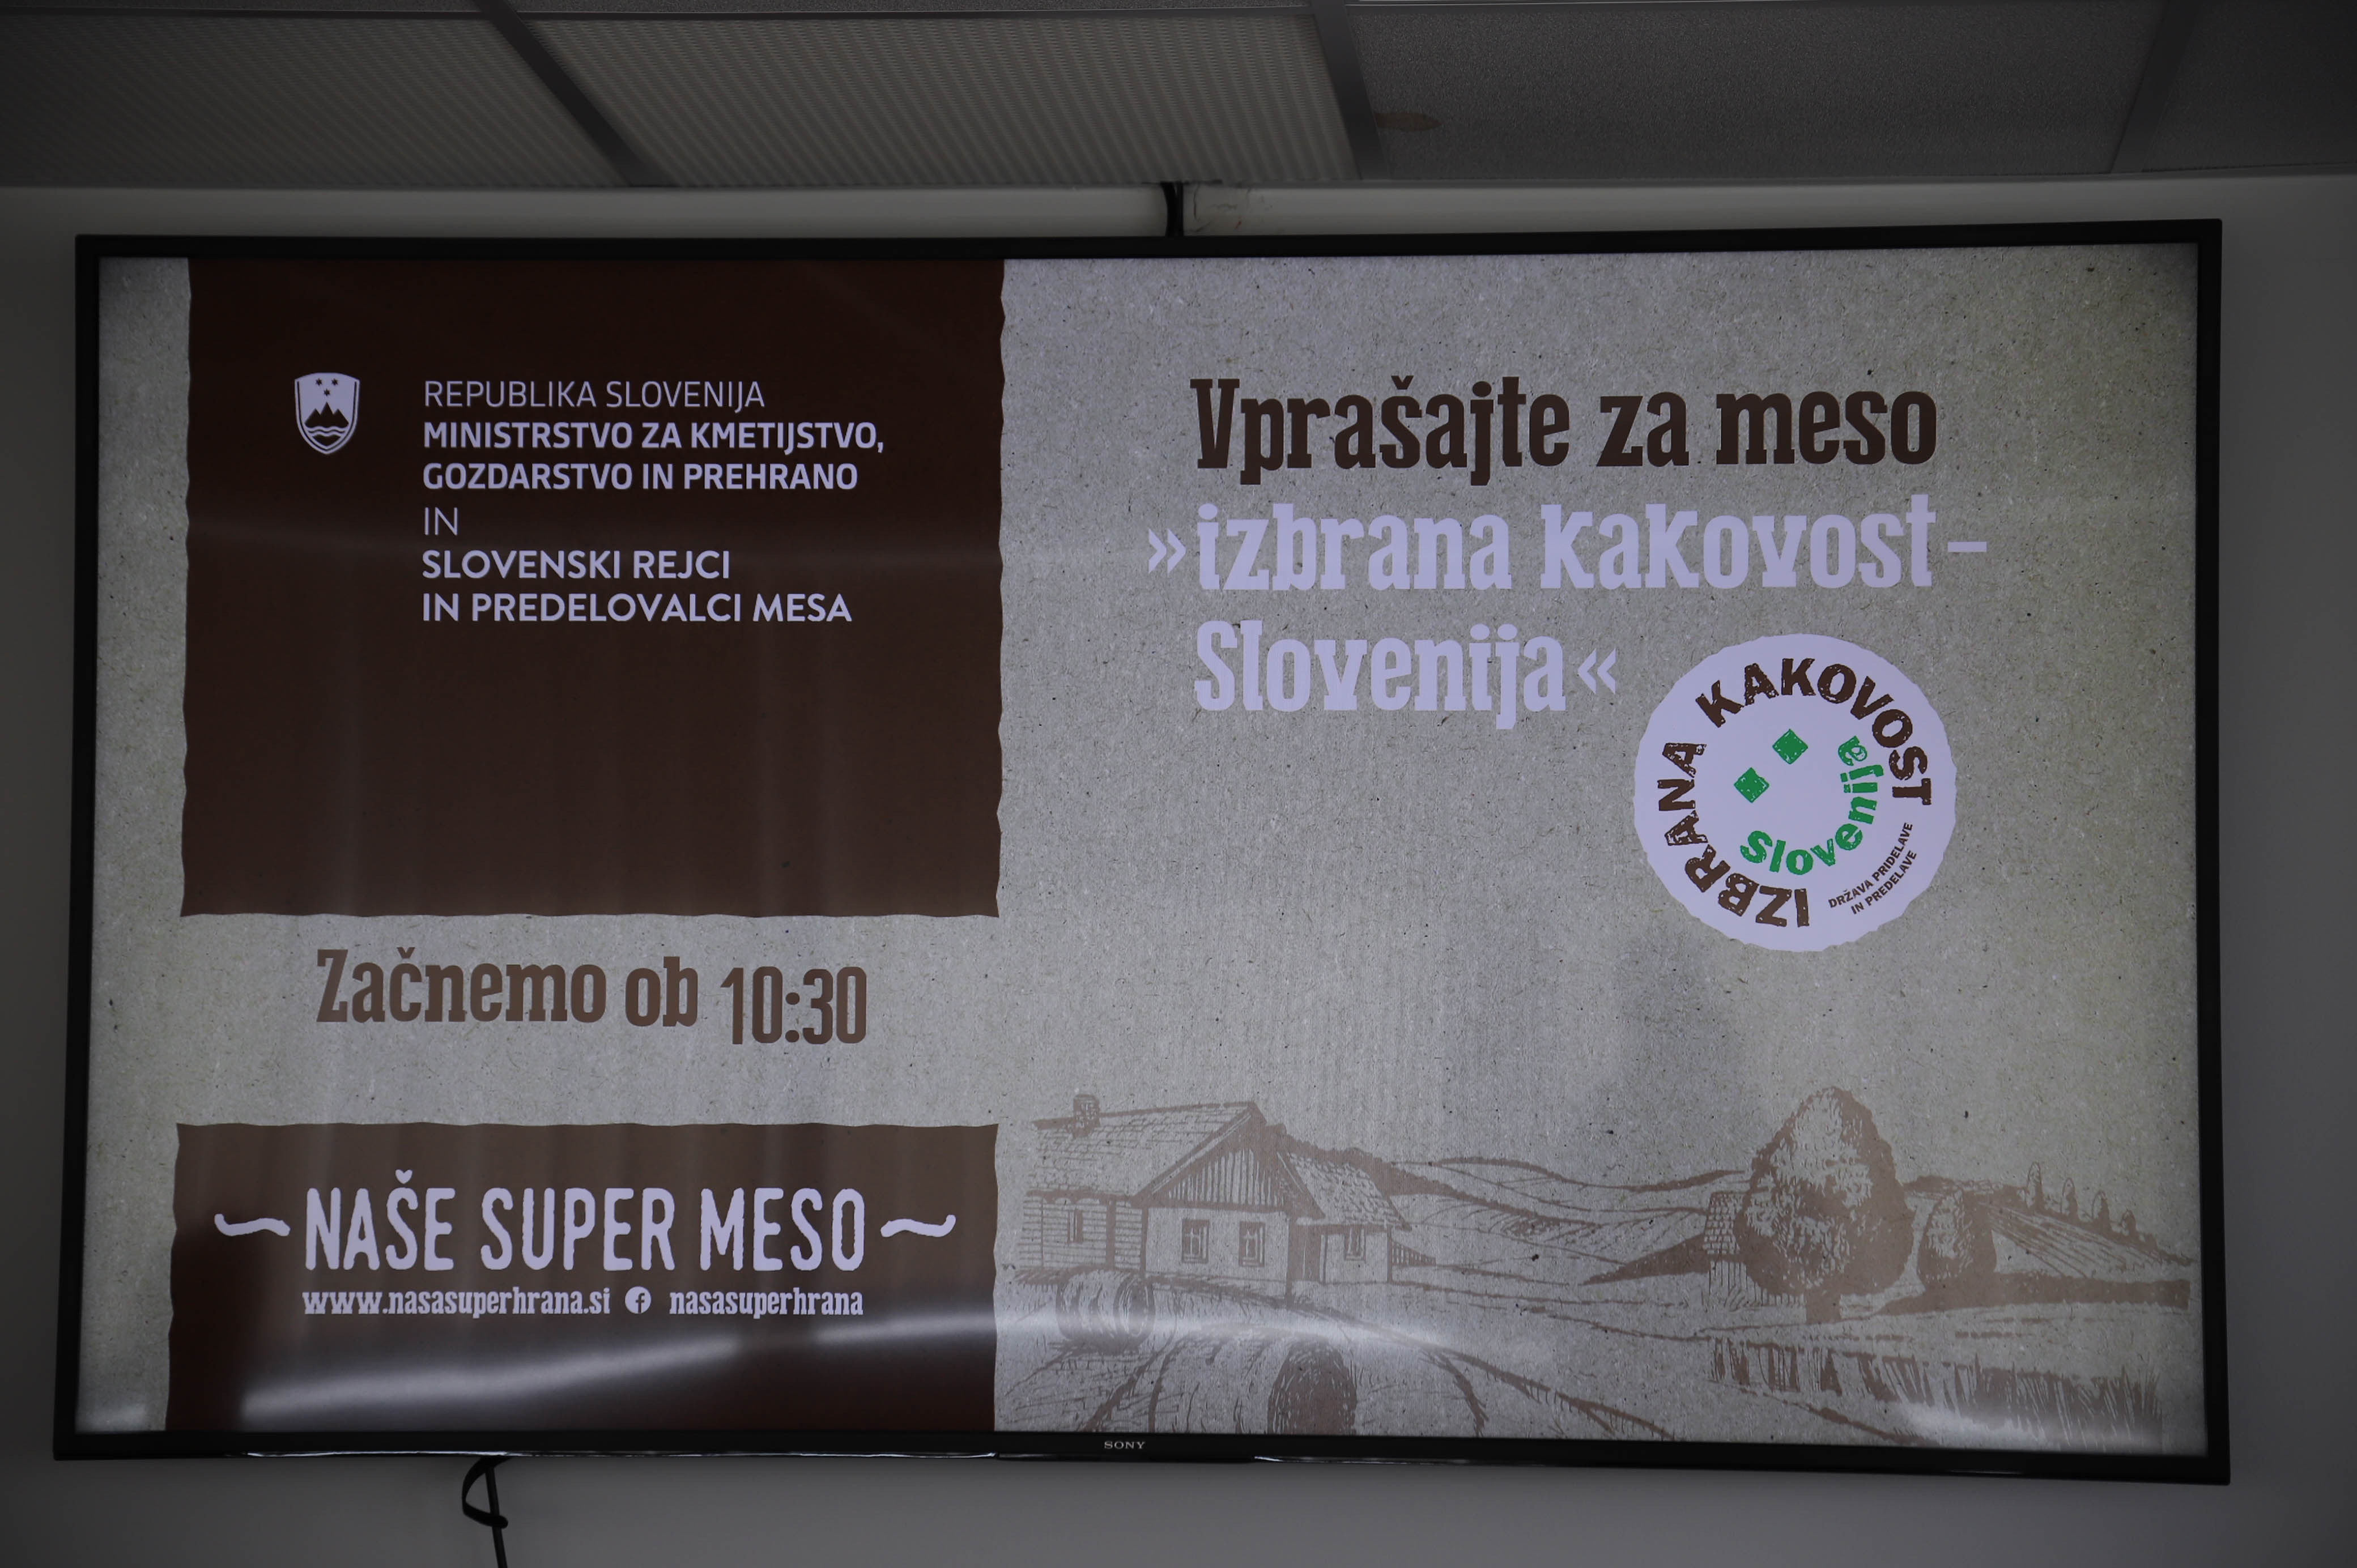 REPUBLIKA SLOVENIJA
MINISTRSTVO ZA KMETIJSTVO,
GOZDARSTVO IN PREHRANO
IN
SLOVENSKI REJCI
IN PREDELOVALCI MESA
Začnemo ob 10:30
NAŠE SUPER MESO
www.nasasuperhrana.si f nasasuperhrana
Vprašajte za meso
»izbrana kakovost –
Slovenija«
IZBRANA KAKOVOST
Slovenija
DRŽAVA PRIDELAVE
IN PREDELAVE
SONY